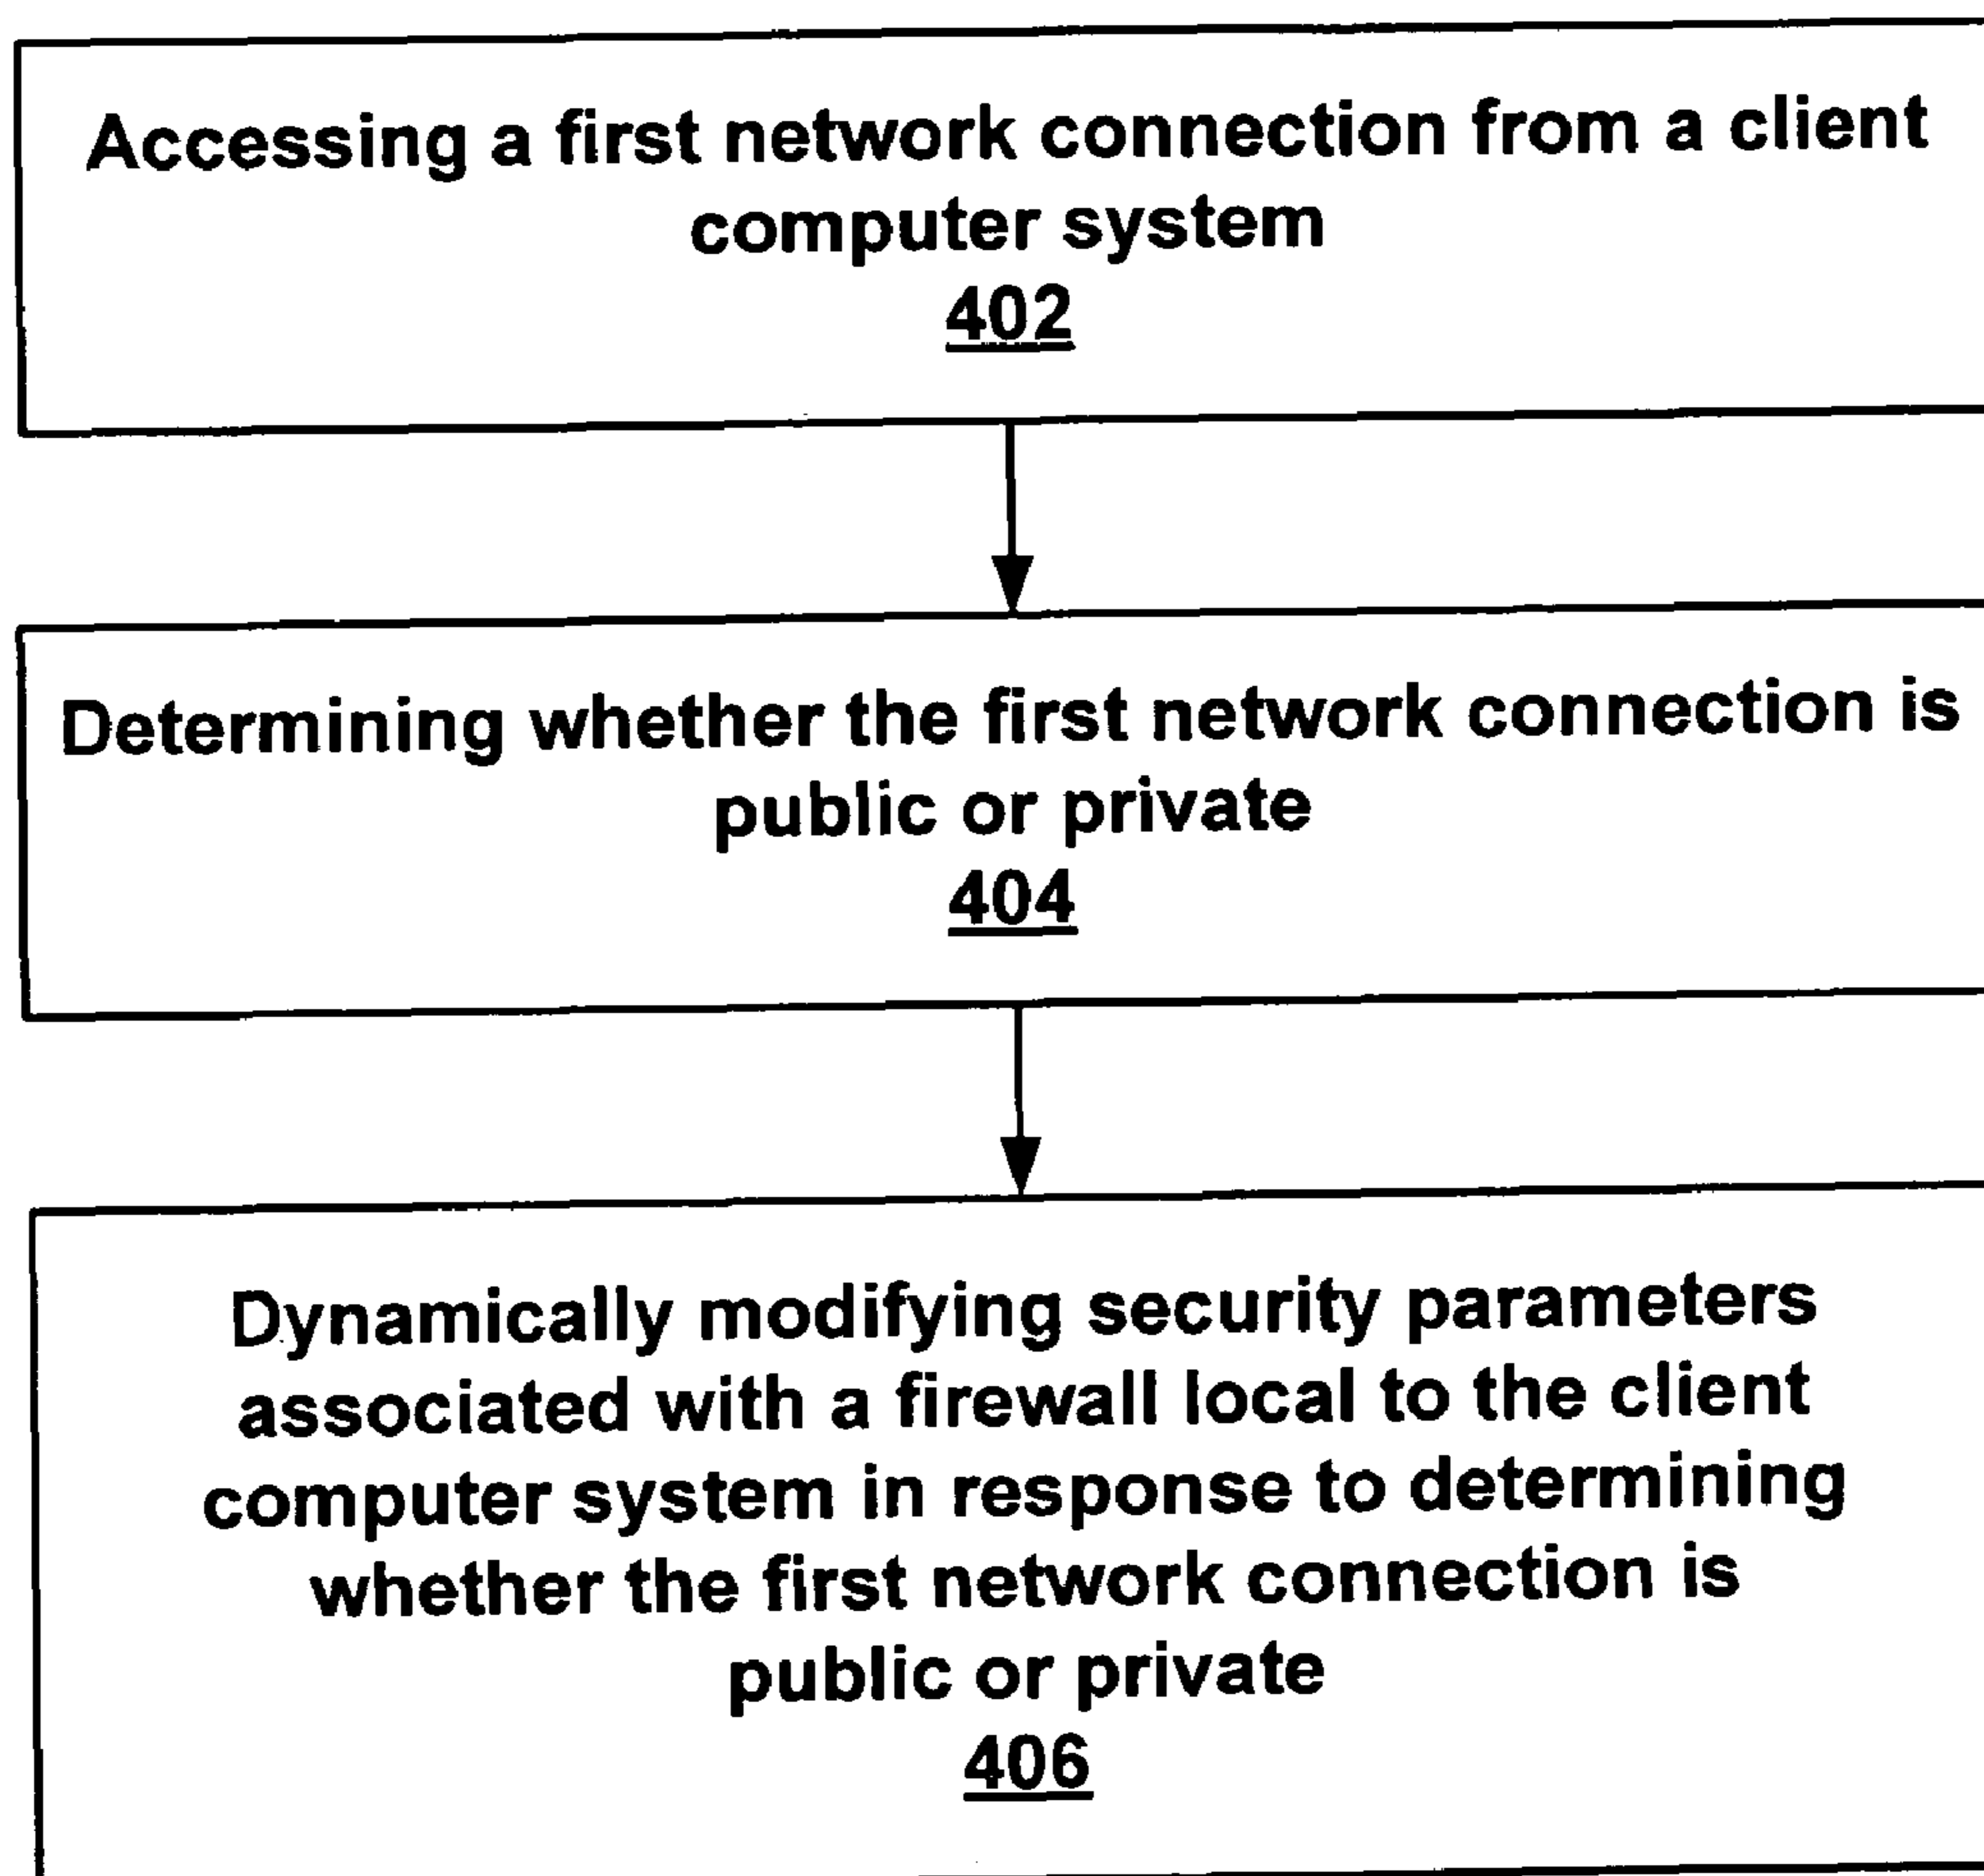 Accessing a first network connection from a client
computer system
402
Determining whether the first network connection is
public or private
404
Dynamically modifying security parameters
associated with a firewall local to the client
computer system in response to determining
whether the first network connection is
public or private
406